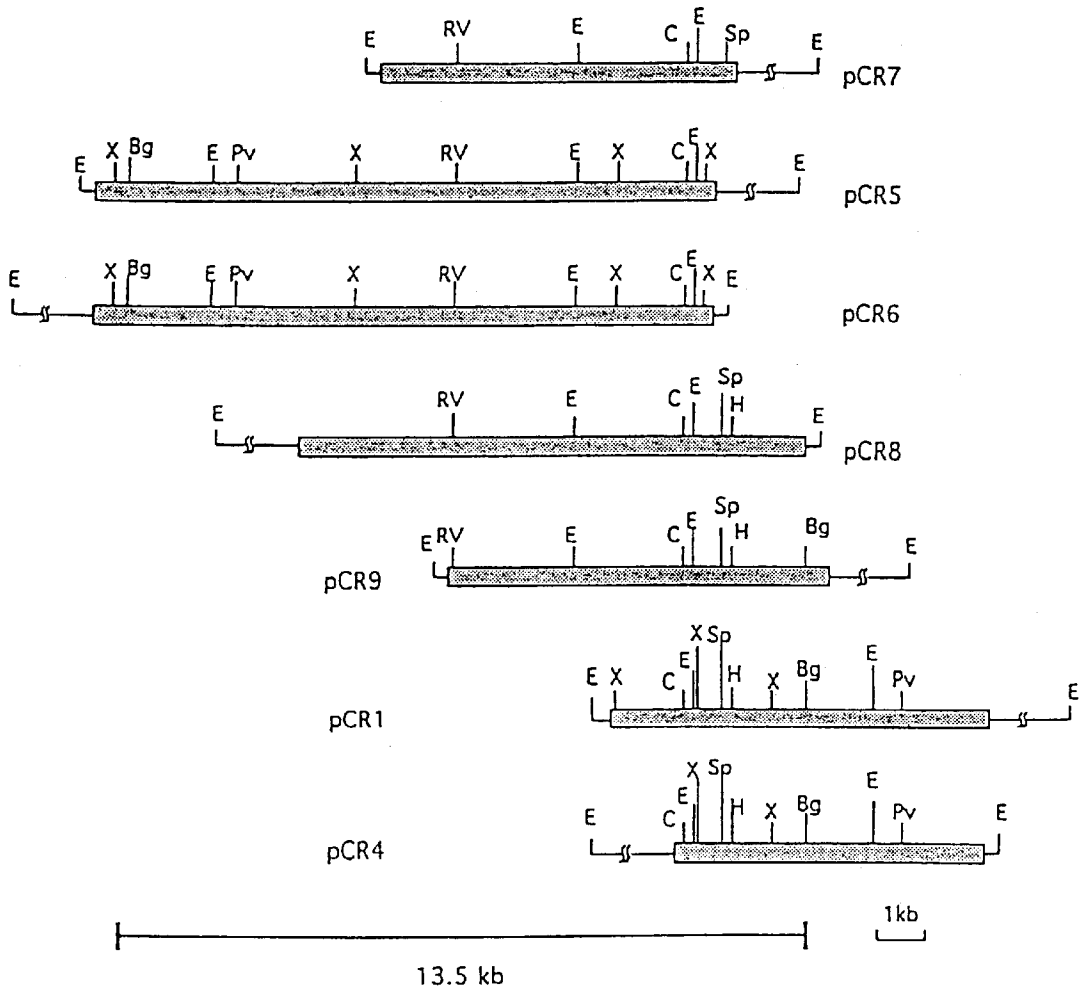 E RV E C E Sp E pCR7
E X Bg E Pv X RV E X C E X E pCR5
E X Bg E Pv X RV E X C E X E pCR6
E RV E C E Sp H E pCR8
pCR9 E RV E C E Sp H Bg E
pCR1 E X C E X Sp H X Bg E Pv E
pCR4 E C E X Sp H X Bg E Pv E
1kb
13.5 kb